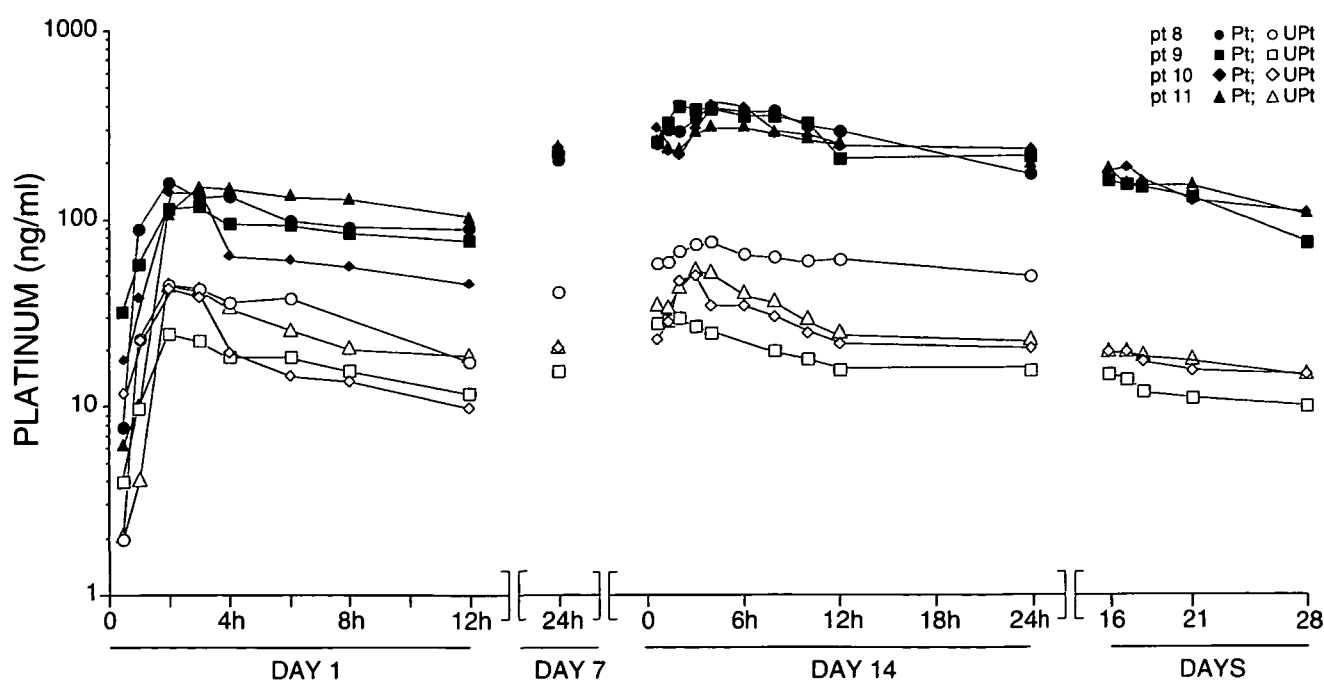 1000
100
10
1
PLATINUM (ng/ml)
pt 8 ● Pt; ○ UPt
pt 9 ■ Pt; □ UPt
pt 10 ◆ Pt; ◇ UPt
pt 11 ▲ Pt; △ UPt
0 4h 8h 12h 24h 0 6h 12h 18h 24h 16 21 28
DAY 1 DAY 7 DAY 14 DAYS